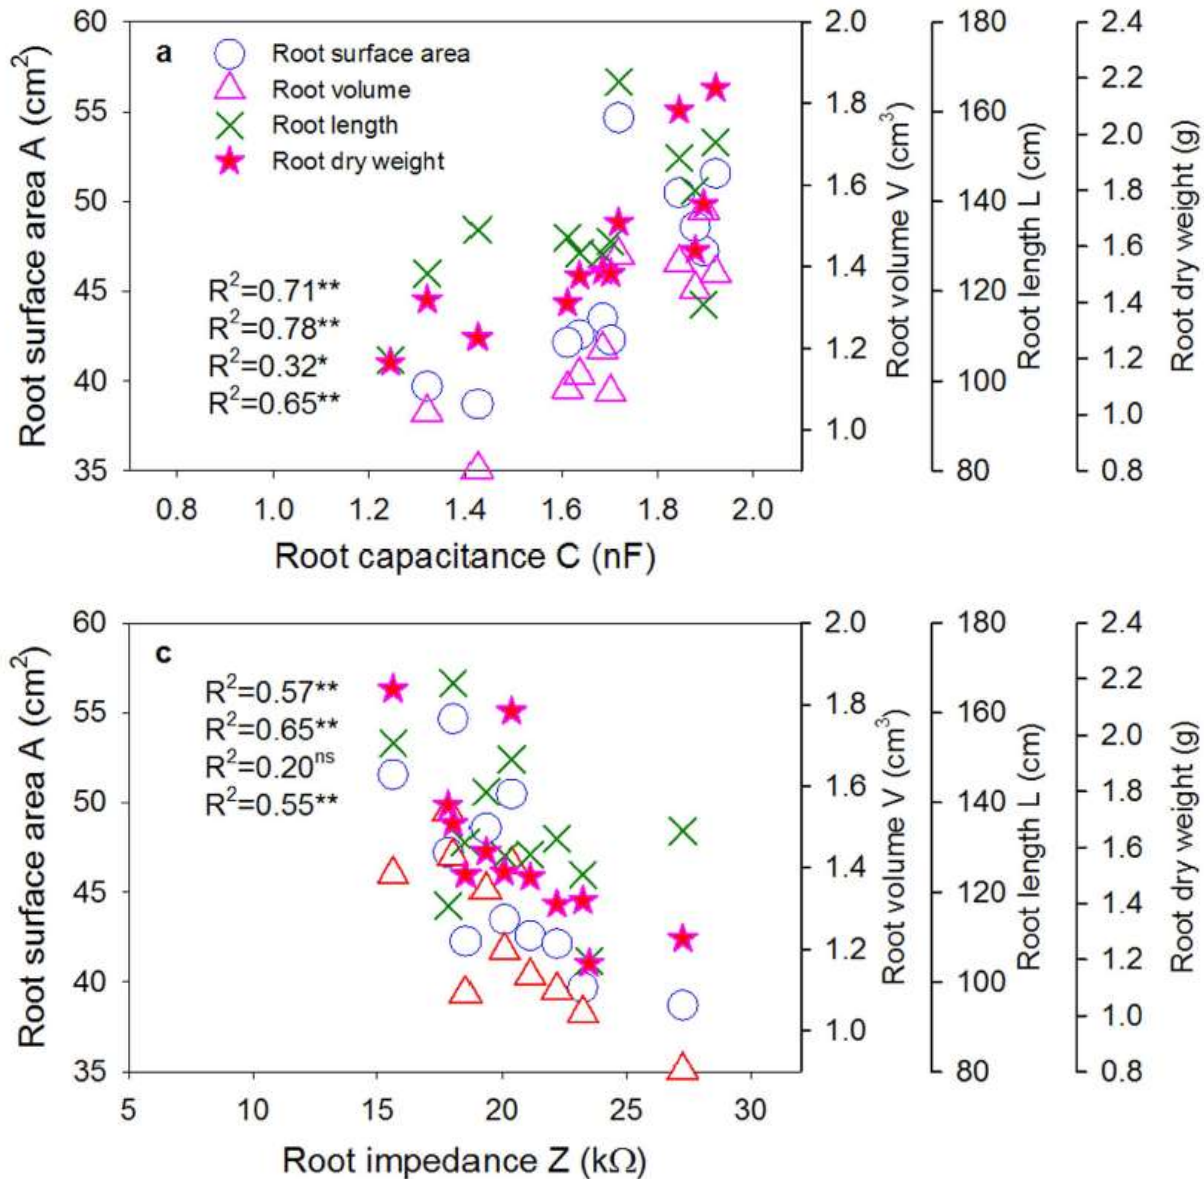 a
Root surface area
Root volume
Root length
Root dry weight
R²=0.71**
R²=0.78**
R²=0.32*
R²=0.65**
60
55
50
45
40
35
Root surface area A (cm²)
0.8 1.0 1.2 1.4 1.6 1.8 2.0
Root capacitance C (nF)
2.0
1.8
1.6
1.4
1.2
1.0
Root volume V (cm³)
180
160
140
120
100
80
Root length L (cm)
2.4
2.2
2.0
1.8
1.6
1.4
1.2
1.0
0.8
Root dry weight (g)
c
R²=0.57**
R²=0.65**
R²=0.20ⁿˢ
R²=0.55**
60
55
50
45
40
35
Root surface area A (cm²)
5 10 15 20 25 30
Root impedance Z (kΩ)
2.0
1.8
1.6
1.4
1.2
1.0
Root volume V (cm³)
180
160
140
120
100
80
Root length L (cm)
2.4
2.2
2.0
1.8
1.6
1.4
1.2
1.0
0.8
Root dry weight (g)